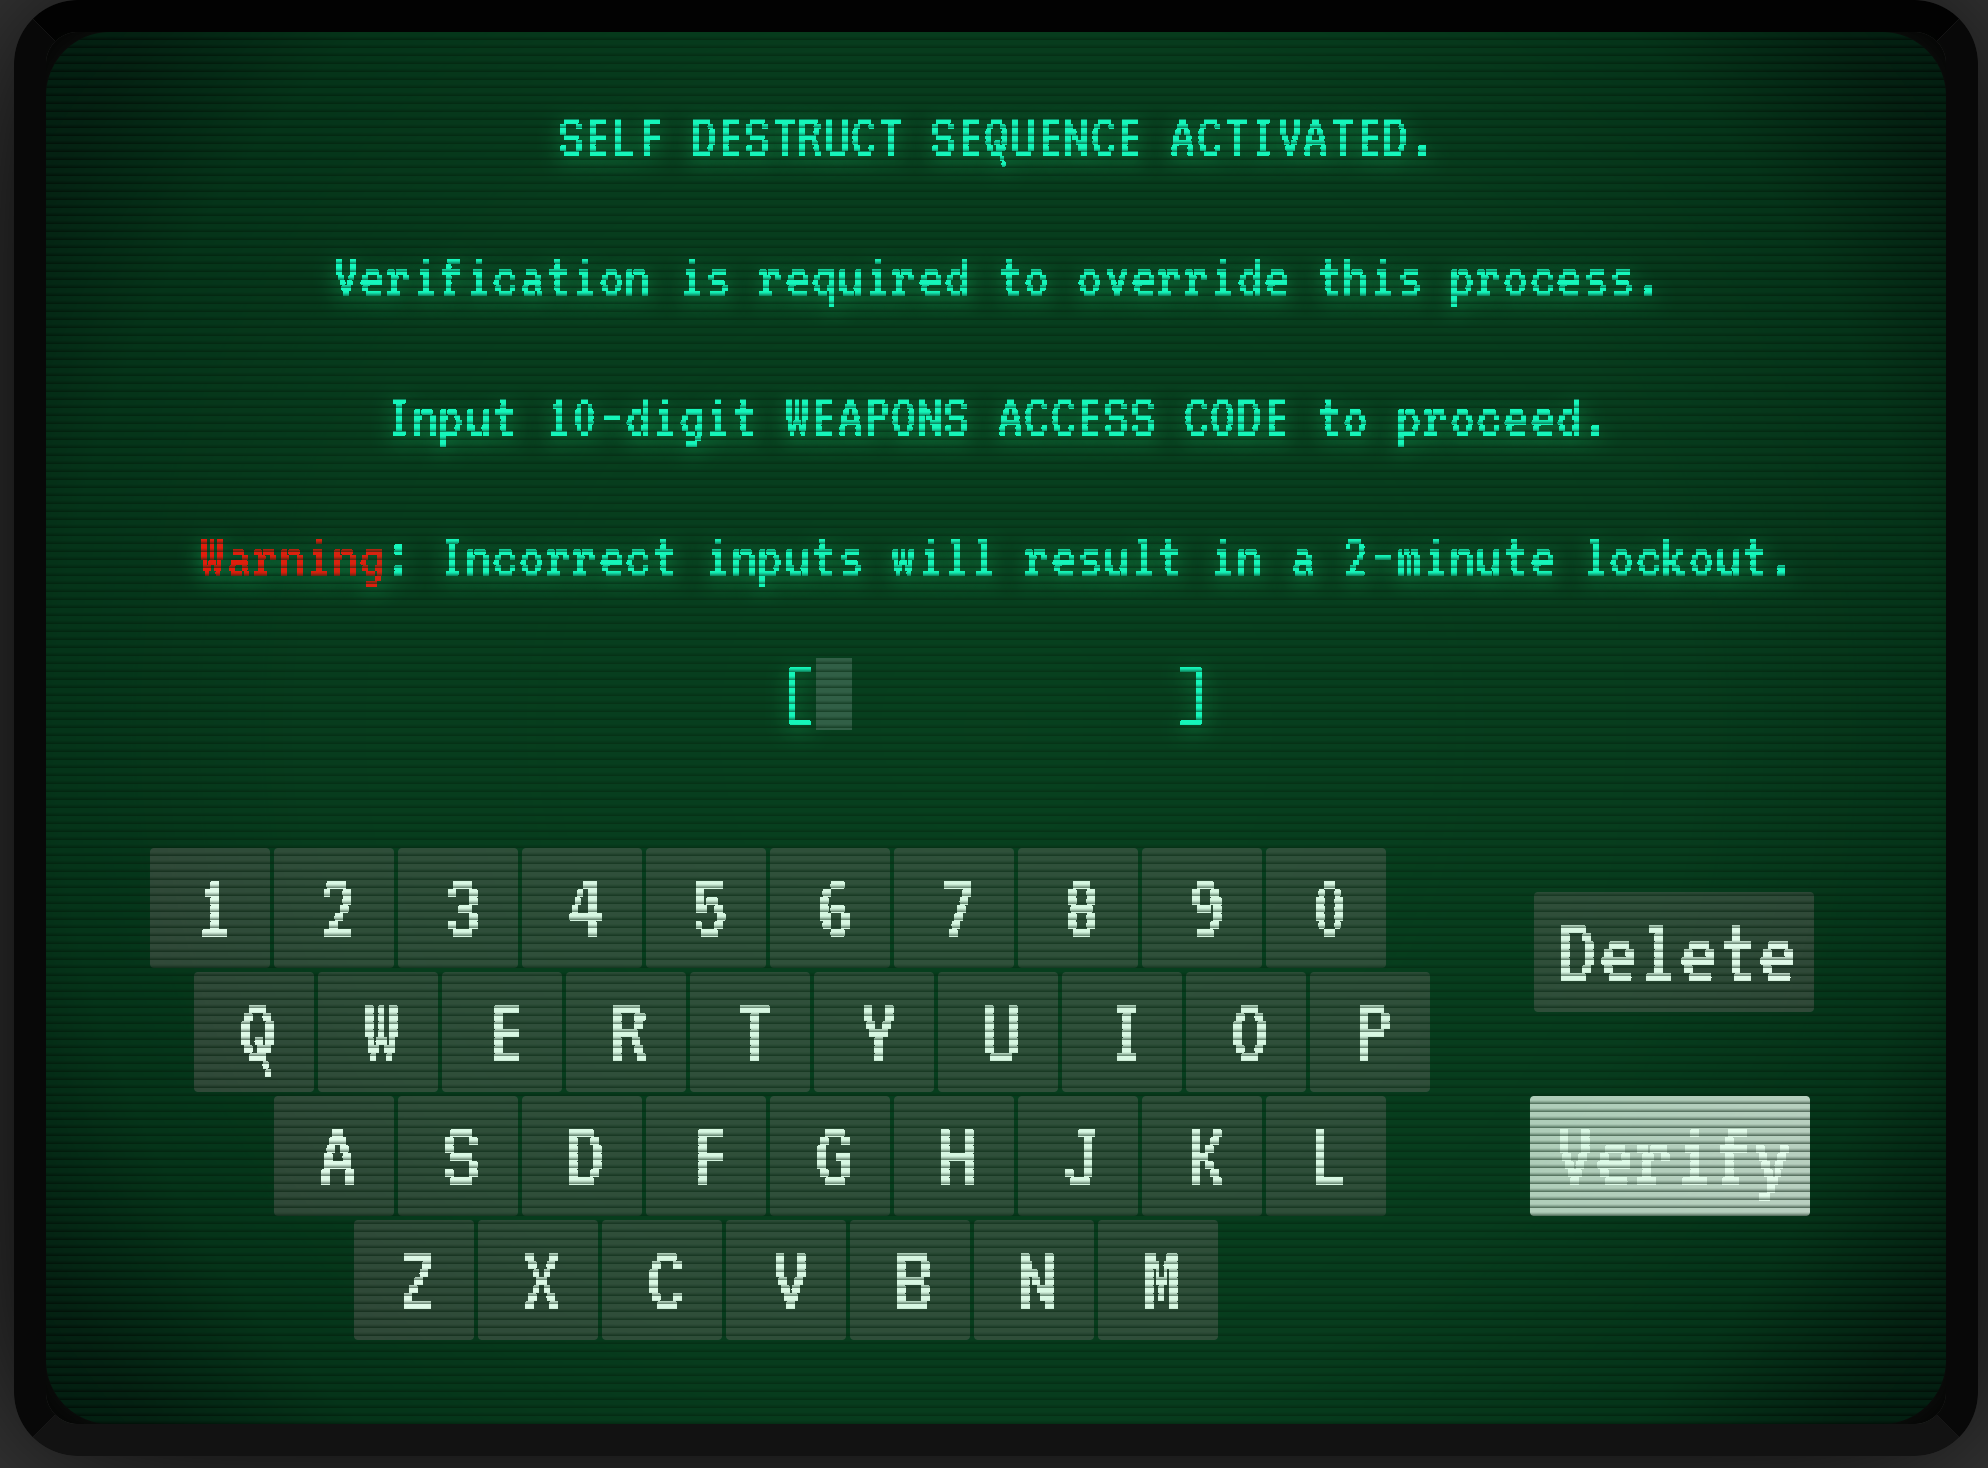 SELF DESTRUCT SEQUENCE ACTIVATED.
Verification is required to override this process.
Input 10-digit WEAPONS ACCESS CODE to proceed.
Warning: Incorrect inputs will result in a 2-minute lockout.
[ ]
1 2 3 4 5 6 7 8 9 0
Delete
Q W E R T Y U I O P
A S D F G H J K L
Verify
Z X C V B N M